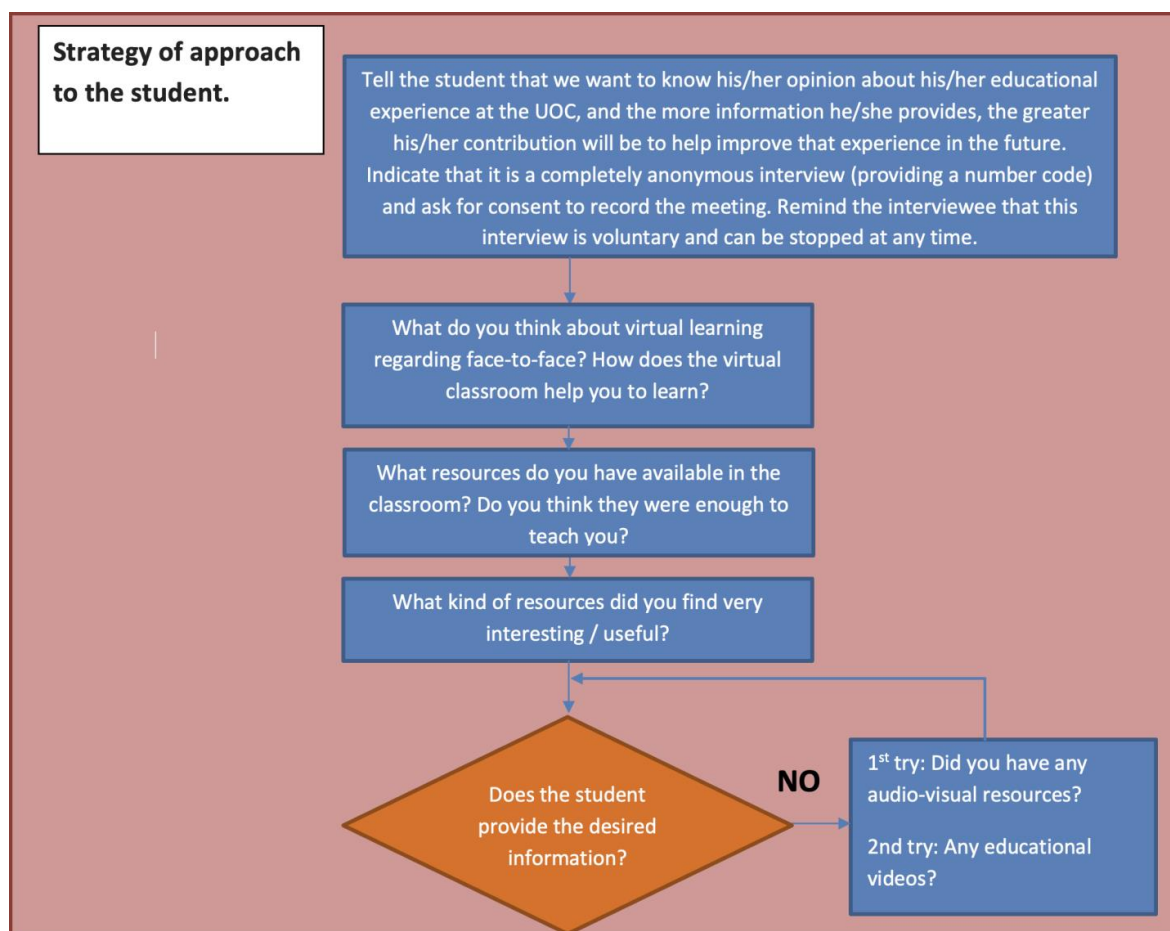 Strategy of approach
to the student.
Tell the student that we want to know his/her opinion about his/her educational
experience at the UOC, and the more information he/she provides, the greater
his/her contribution will be to help improve that experience in the future.
Indicate that it is a completely anonymous interview (providing a number code)
and ask for consent to record the meeting. Remind the interviewee that this
interview is voluntary and can be stopped at any time.
What do you think about virtual learning
regarding face-to-face? How does the virtual
classroom help you to learn?
What resources do you have available in the
classroom? Do you think they were enough to
teach you?
What kind of resources did you find very
interesting / useful?
Does the student
provide the desired
information?
NO
1st try: Did you have any
audio-visual resources?
2nd try: Any educational
videos?